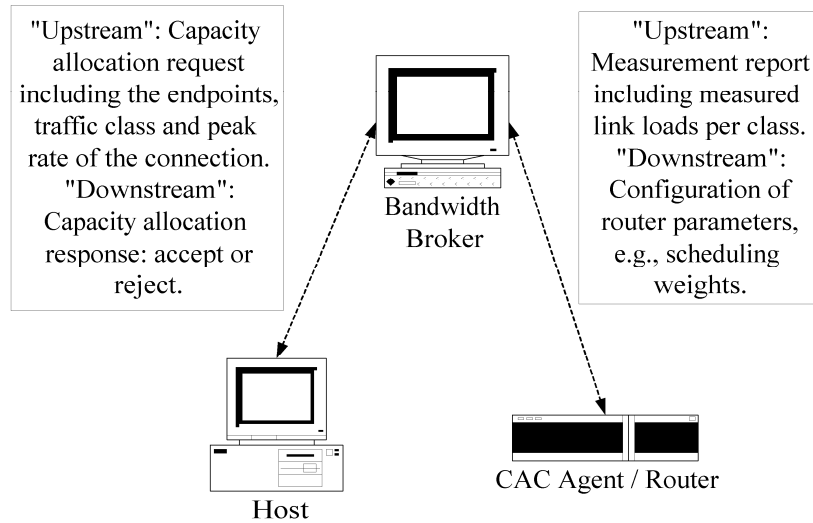 "Upstream": Capacity
allocation request
including the endpoints,
traffic class and peak
rate of the connection.
"Downstream":
Capacity allocation
response: accept or
reject.
"Upstream":
Measurement report
including measured
link loads per class.
"Downstream":
Configuration of
router parameters,
e.g., scheduling
weights.
Bandwidth
Broker
Host
CAC Agent / Router